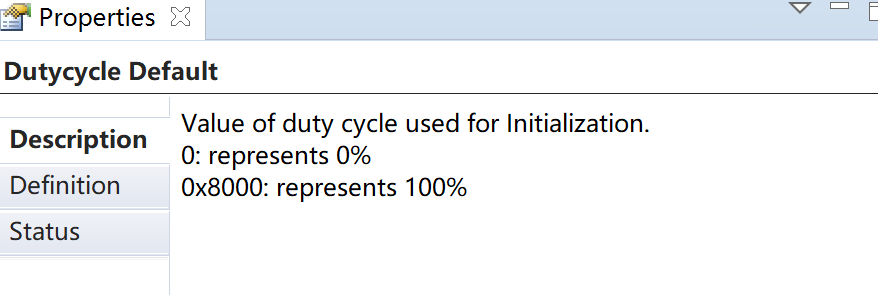 Properties
Dutycycle Default
Description
Value of duty cycle used for Initialization.
0: represents 0%
0x8000: represents 100%
Definition
Status